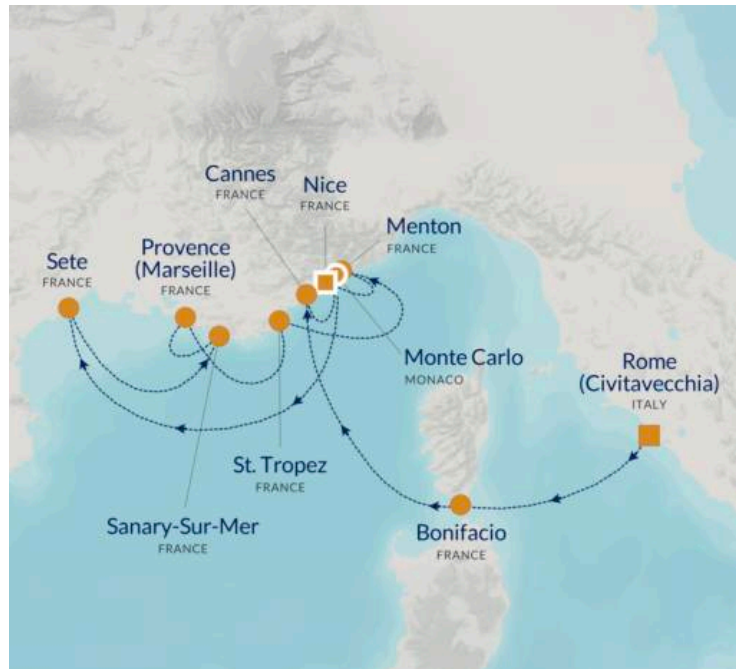 Cannes
FRANCE
Nice
FRANCE
Menton
FRANCE
Sete
FRANCE
Provence
(Marseille)
FRANCE
Monte Carlo
MONACO
Rome
(Civitavecchia)
ITALY
St. Tropez
FRANCE
Sanary-Sur-Mer
FRANCE
Bonifacio
FRANCE